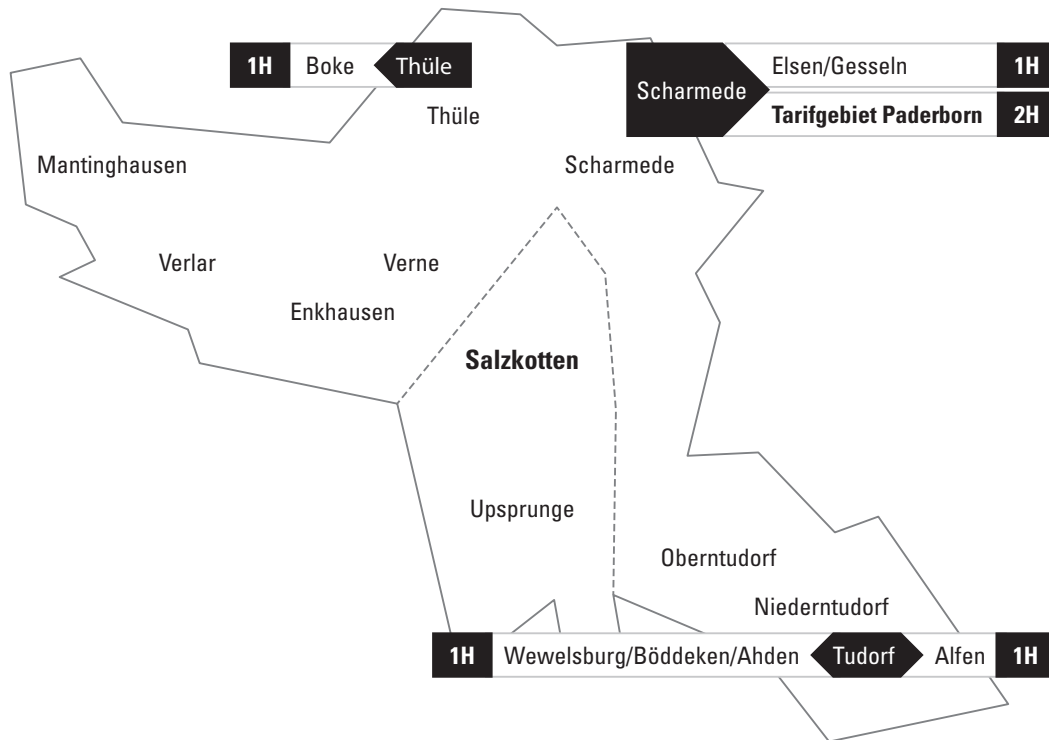 1H Boke Thüle
Scharmede Elsen/Gesseln 1H
Tarifgebiet Paderborn 2H
Thüle
Mantinghausen
Scharmede
Verlar
Verne
Enkhausen
Salzkotten
Upsprunge
Oberntudorf
Niederntudorf
1H Wewelsburg/Böddeken/Ahden Tudorf Alfen 1H